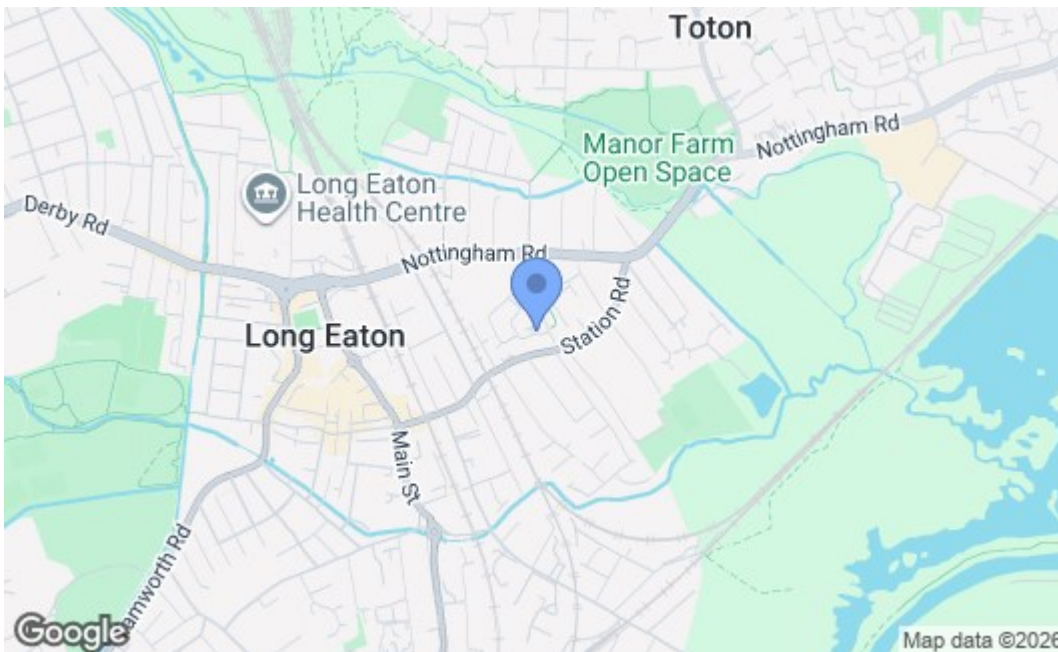 Toton
Nottingham Rd
Manor Farm
Open Space
Long Eaton
Health Centre
Derby Rd
Nottingham Rd
Station Rd
Long Eaton
Main St
amworth Rd
Google
Map data ©2026